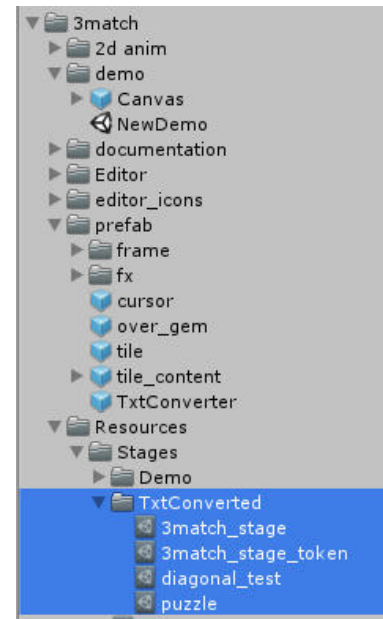 3match
2d anim
demo
Canvas
NewDemo
documentation
Editor
editor_icons
prefab
frame
fx
cursor
over_gem
tile
tile_content
TxtConverter
Resources
Stages
Demo
TxtConverted
3match_stage
3match_stage_token
diagonal_test
puzzle